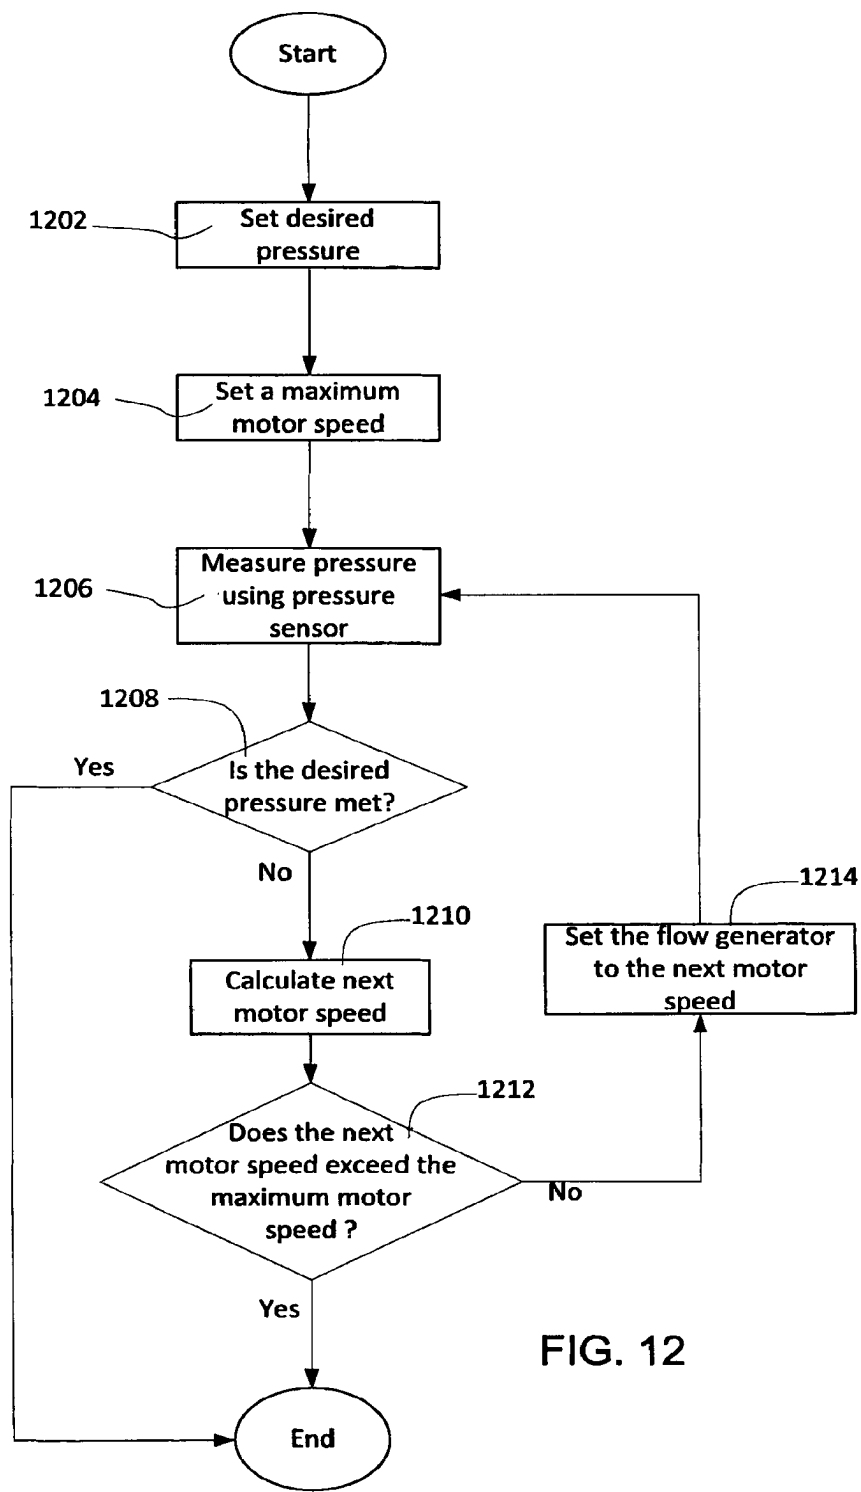 Start
1202
Set desired
pressure
1204
Set a maximum
motor speed
1206
Measure pressure
using pressure
sensor
1208
Yes
Is the desired
pressure met?
No
1210
Calculate next
motor speed
1214
Set the flow generator
to the next motor
speed
1212
Does the next
motor speed exceed the
maximum motor
speed ?
No
Yes
FIG. 12
End